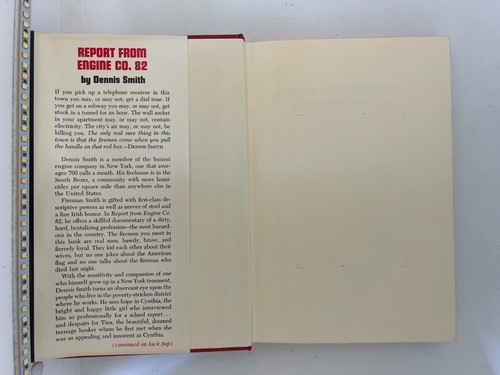 REPORT FROM
ENGINE CO. 82
by Dennis Smith
If you pick up a telephone receiver in this
town you may, or may not, get a dial tone. If
you get on a subway you may, or may not, get
stuck in a tunnel for an hour. The wall socket
in your apartment may, or may not, contain
electricity. The city's air may, or may not, be
killing you. The only real sure thing in this
town is that the firemen come when you pull
the handle on that red box.—DENNIS SMITH
Dennis Smith is a member of the busiest
engine company in New York, one that aver-
ages 700 calls a month. His firehouse is in the
South Bronx, a community with more homi-
cides per square mile than anywhere else in
the United States.
Fireman Smith is gifted with first-class de-
scriptive powers as well as nerves of steel and
a fine Irish humor. In Report from Engine Co.
82, he offers a skillful documentary of a dirty,
hard, brutalizing profession—the most hazard-
ous in the country. The firemen you meet in
this book are real men, bawdy, brave, and
fiercely loyal. They kid each other about their
wives, but no one jokes about the American
flag and no one talks about the fireman who
died last night.
With the sensitivity and compassion of one
who himself grew up in a New York tenement,
Dennis Smith turns an observant eye upon the
people who live in the poverty-stricken district
where he works. He sees hope in Cynthia, the
bright and happy little girl who interviewed
him so professionally for a school report . . .
and despairs for Tina, the beautiful, doomed
teenage hooker whom he first met when she
was as appealing and innocent as Cynthia.
(continued on back flap)